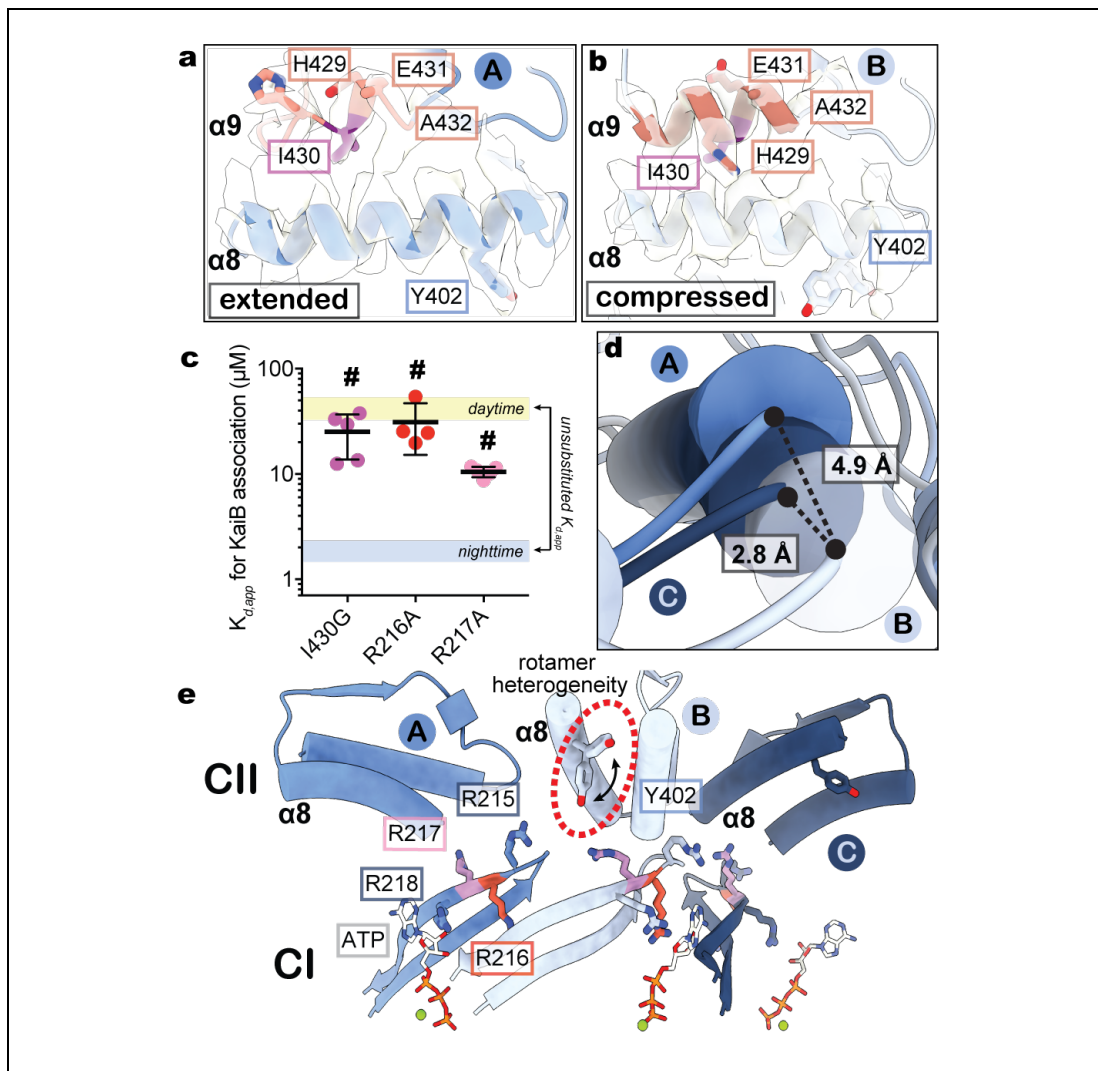 a
H429
E431
A
α9
A432
I430
α8
Y402
extended
b
E431
B
α9
A432
I430
H429
α8
Y402
compressed
c
K d,app for KaiB association (µM)
100
10
1
#
#
#
daytime
nighttime
unsubstituted K d,app
I430G
R216A
R217A
d
A
4.9 Å
2.8 Å
C
B
e
rotamer
heterogeneity
A
α8
B
CII
R215
Y402
α8
α8
R217
C
R218
ATP
R216
CI